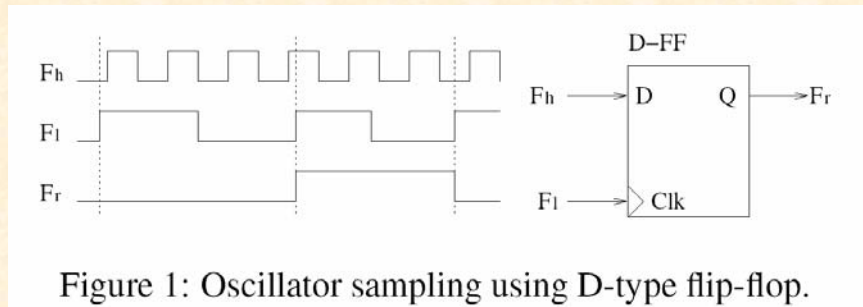 D-FF
Fh
Fh D Q Fr
Fl
Fr
Fl Clk
Figure 1: Oscillator sampling using D-type flip-flop.